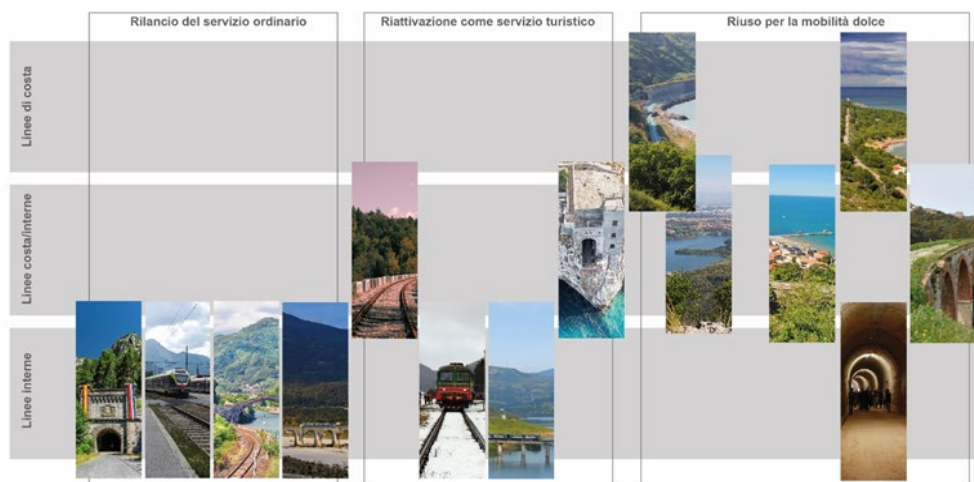 Rilancio del servizio ordinario
Riattivazione come servizio turistico
Riuso per la mobilità dolce
Linee di costa
Linee costa/interne
Linee interne